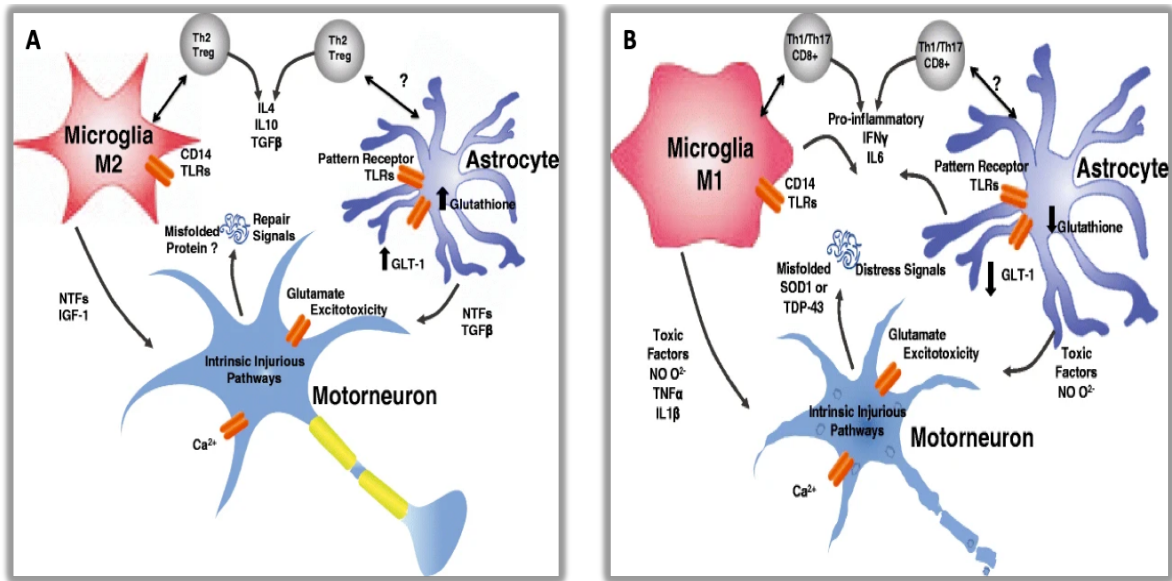 A
Th2
Treg
Th2
Treg
?
IL4
IL10
TGFβ
Microglia
M2
CD14
TLRs
Pattern Receptor
TLRs
Astrocyte
Glutathione
GLT-1
Misfolded
Protein ?
Repair
Signals
NTFs
IGF-1
Glutamate
Excitotoxicity
NTFs
TGFβ
Intrinsic Injurious
Pathways
Motorneuron
Ca²⁺
B
Th1/Th17
CD8+
Th1/Th17
CD8+
?
Pro-inflammatory
IFNγ
IL6
Microglia
M1
CD14
TLRs
Pattern Receptor
TLRs
Astrocyte
Glutathione
GLT-1
Misfolded
SOD1 or
TDP-43
Distress Signals
Toxic
Factors
NO O²⁻
TNFα
IL1β
Glutamate
Excitotoxicity
Toxic
Factors
NO O²⁻
Intrinsic Injurious
Pathways
Motorneuron
Ca²⁺